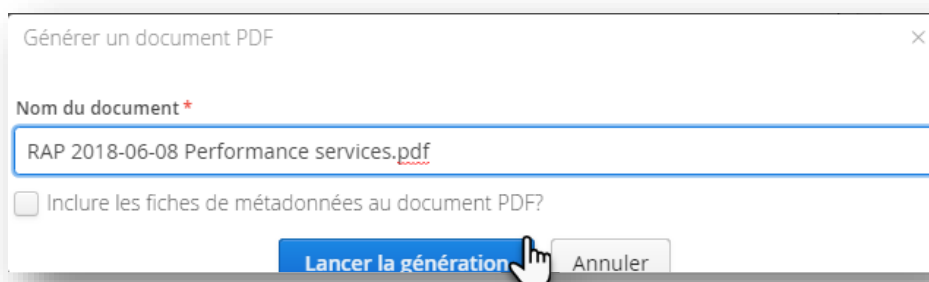 Générer un document PDF ×
Nom du document *
RAP 2018-06-08 Performance services.pdf
Inclure les fiches de métadonnées au document PDF?
Lancer la génération Annuler